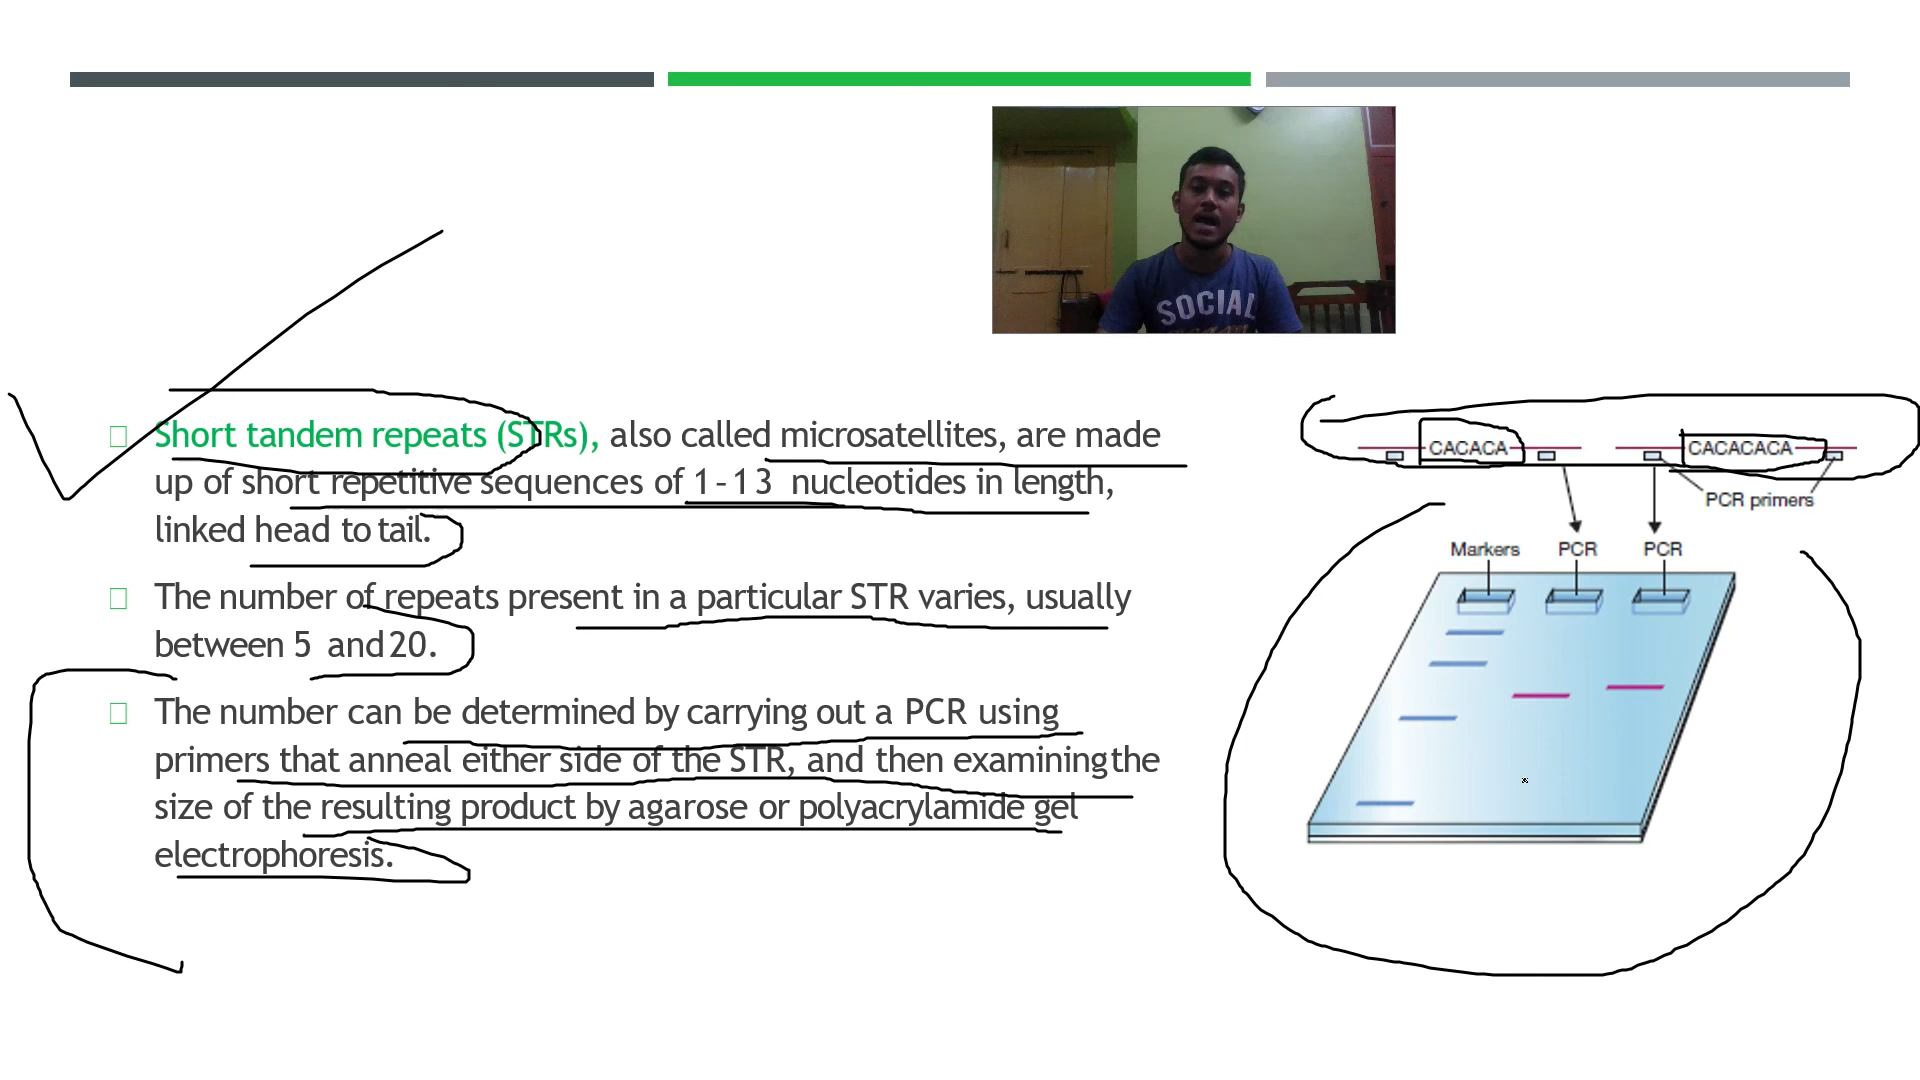 SOCIAL
Short tandem repeats (STRs), also called microsatellites, are made
up of short repetitive sequences of 1–13 nucleotides in length,
linked head to tail.
The number of repeats present in a particular STR varies, usually
between 5 and 20.
The number can be determined by carrying out a PCR using
primers that anneal either side of the STR, and then examining the
size of the resulting product by agarose or polyacrylamide gel
electrophoresis.
CACACA
CACACACA
PCR primers
Markers
PCR
PCR